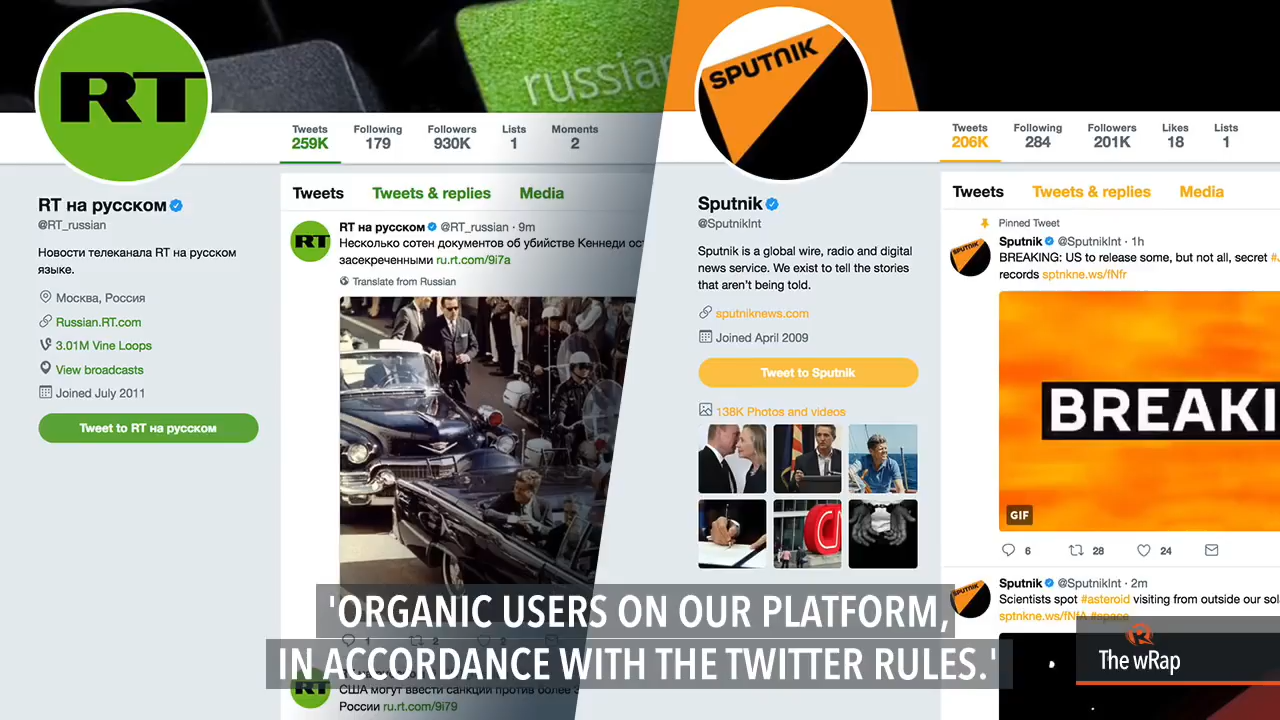 RT
russian
Tweets Following Followers Lists Moments
259K 179 930K 1 2
Tweets Tweets & replies Media
RT на русском
@RT_russian
Новости телеканала RT на русском
языке.
Москва, Россия
Russian.RT.com
3.01M Vine Loops
View broadcasts
Joined July 2011
Tweet to RT на русском
RT
RT на русском @RT_russian · 9m
Несколько сотен документов об убийстве Кеннеди ост
засекреченными ru.rt.com/9i7a
Translate from Russian
1 2 2
RT
США могут ввести санкции против более
России ru.rt.com/9i79
SPUTNIK
Tweets Following Followers Likes Lists
206K 284 201K 18 1
Tweets Tweets & replies Media
Sputnik
@SputnikInt
Sputnik is a global wire, radio and digital
news service. We exist to tell the stories
that aren't being told.
sputniknews.com
Joined April 2009
Tweet to Sputnik
138K Photos and videos
Pinned Tweet
SPUTNIK
Sputnik @SputnikInt · 1h
BREAKING: US to release some, but not all, secret
records sptnkne.ws/fNfr
BREAKI
GIF
6 28 24
SPUTNIK
Sputnik @SputnikInt · 2m
Scientists spot #asteroid visiting from outside our sol
sptnkne.ws/fNfA #space
'ORGANIC USERS ON OUR PLATFORM,
IN ACCORDANCE WITH THE TWITTER RULES.'
The wRap